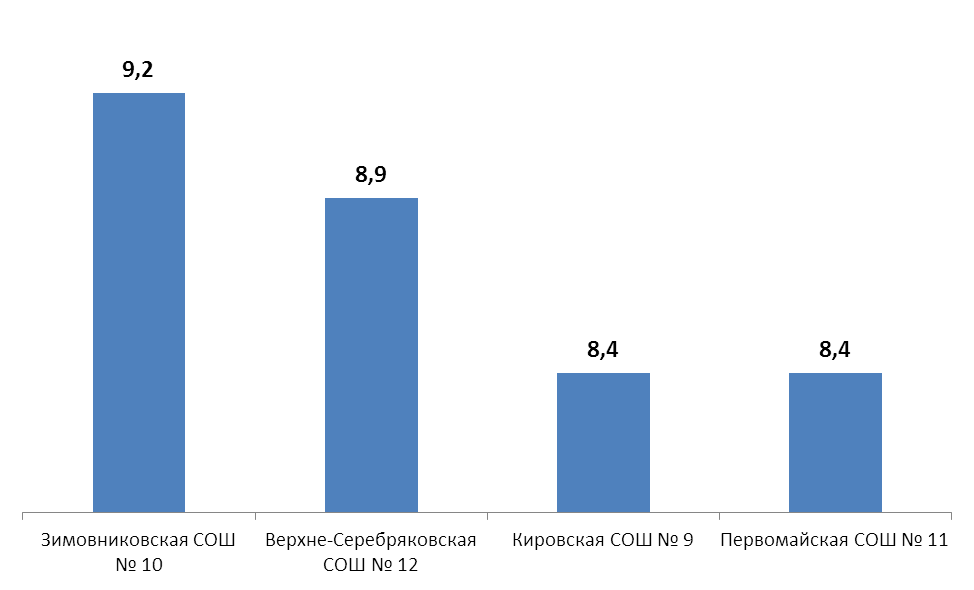 9,2
8,9
8,4
8,4
Зимовниковская СОШ
№ 10
Верхне-Серебряковская
СОШ № 12
Кировская СОШ № 9
Первомайская СОШ № 11